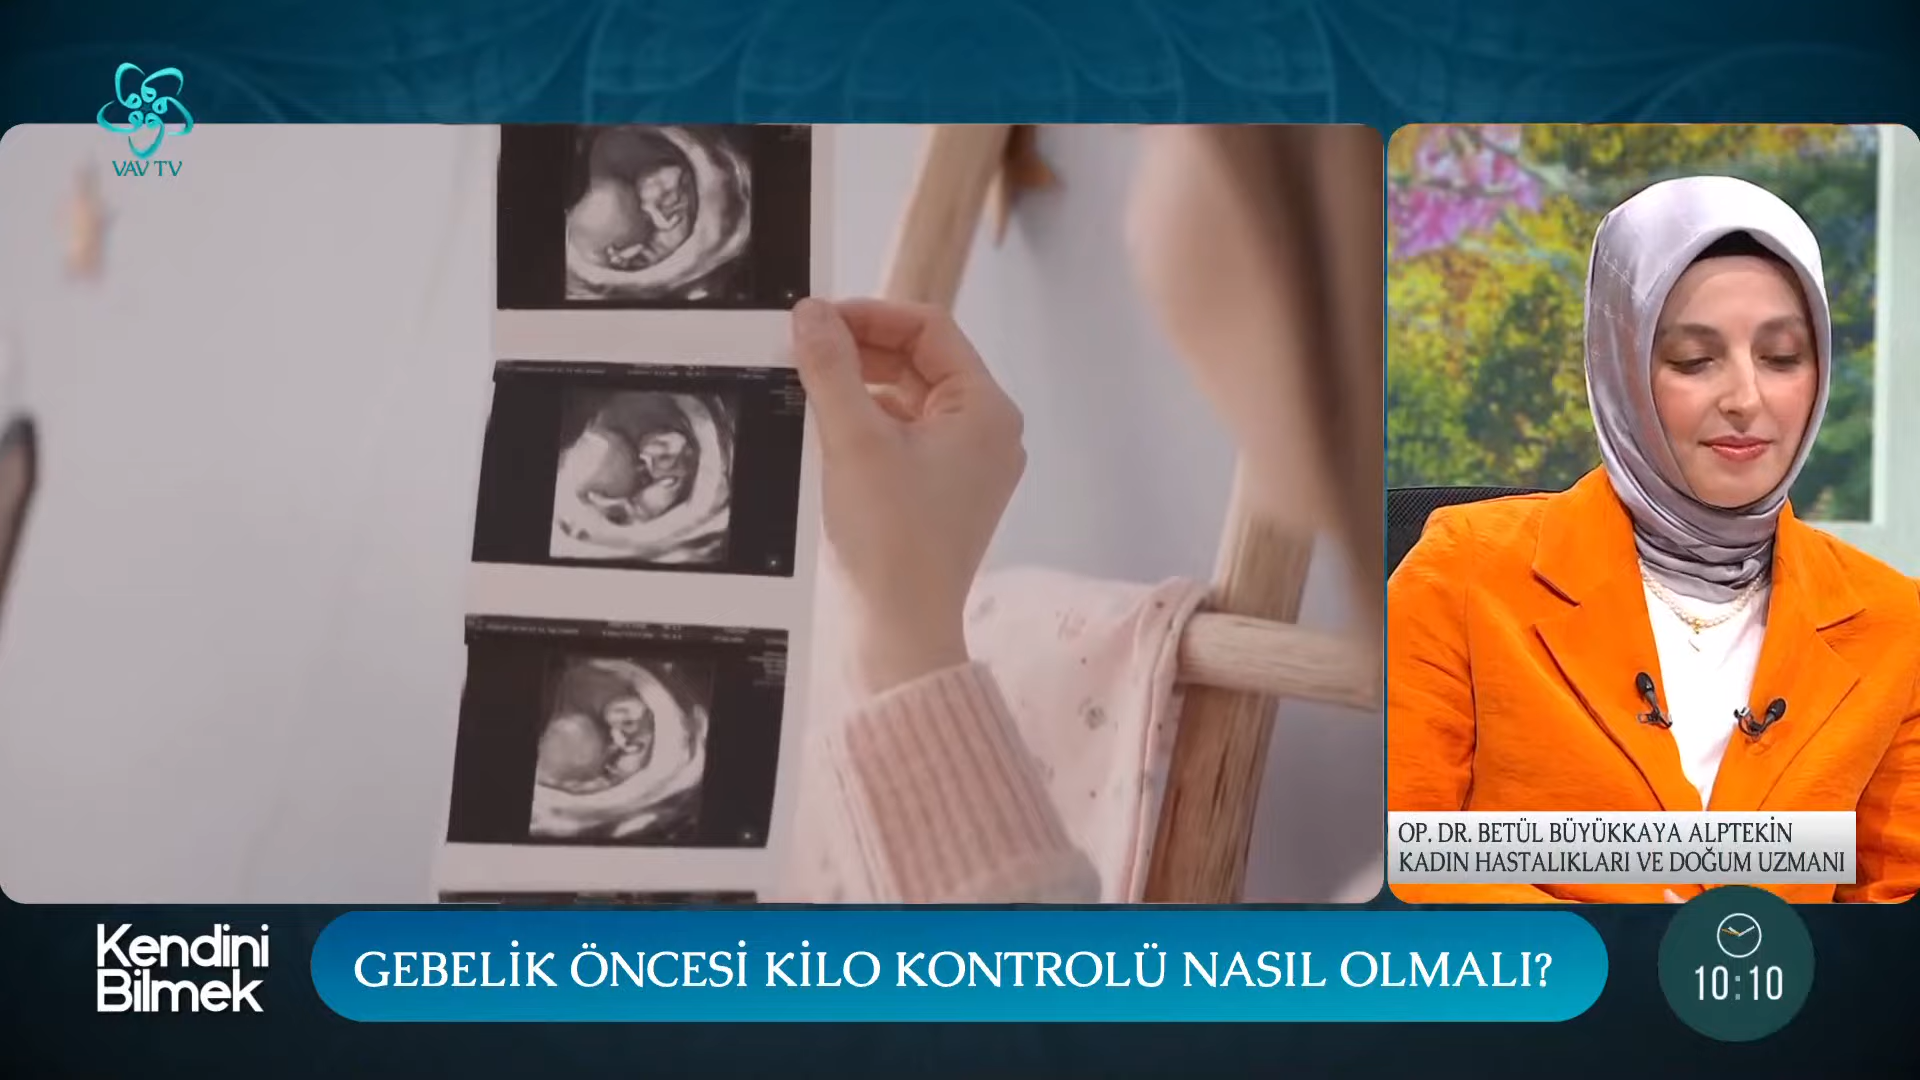 VAV TV
OP. DR. BETÜL BÜYÜKKAYA ALPTEKİN
KADIN HASTALIKLARI VE DOĞUM UZMANI
Kendini
Bilmek
GEBELİK ÖNCESİ KİLO KONTROLÜ NASIL OLMALI?
10:10